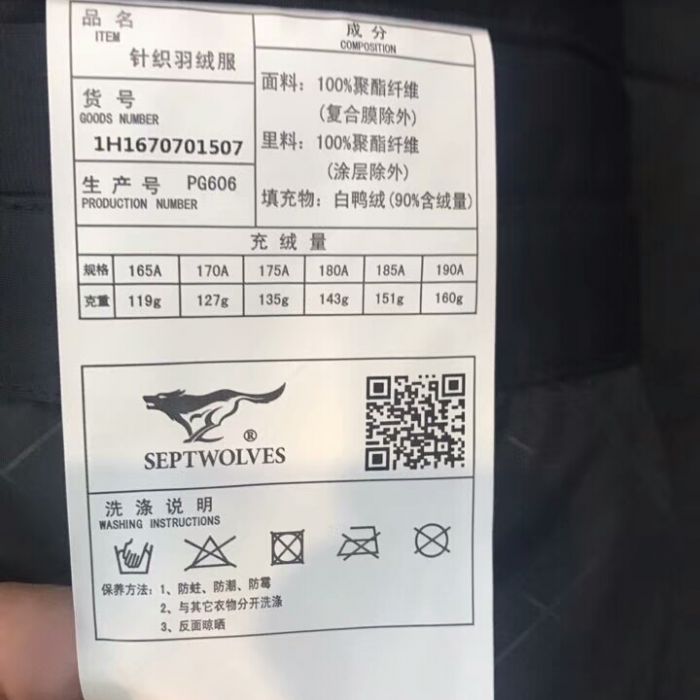 品 名
ITEM
针织羽绒服
货 号
GOODS NUMBER
1H1670701507
生 产 号 PG606
PRODUCTION NUMBER
成 分
COMPOSITION
面料：100%聚酯纤维
(复合膜除外)
里料：100%聚酯纤维
(涂层除外)
填充物：白鸭绒(90%含绒量)
充 绒 量
规格 165A 170A 175A 180A 185A 190A
克重 119g 127g 135g 143g 151g 160g
®
SEPTWOLVES
洗 涤 说 明
WASHING INSTRUCTIONS
保养方法：1、防蛀、防潮、防霉
2、与其它衣物分开洗涤
3、反面晾晒